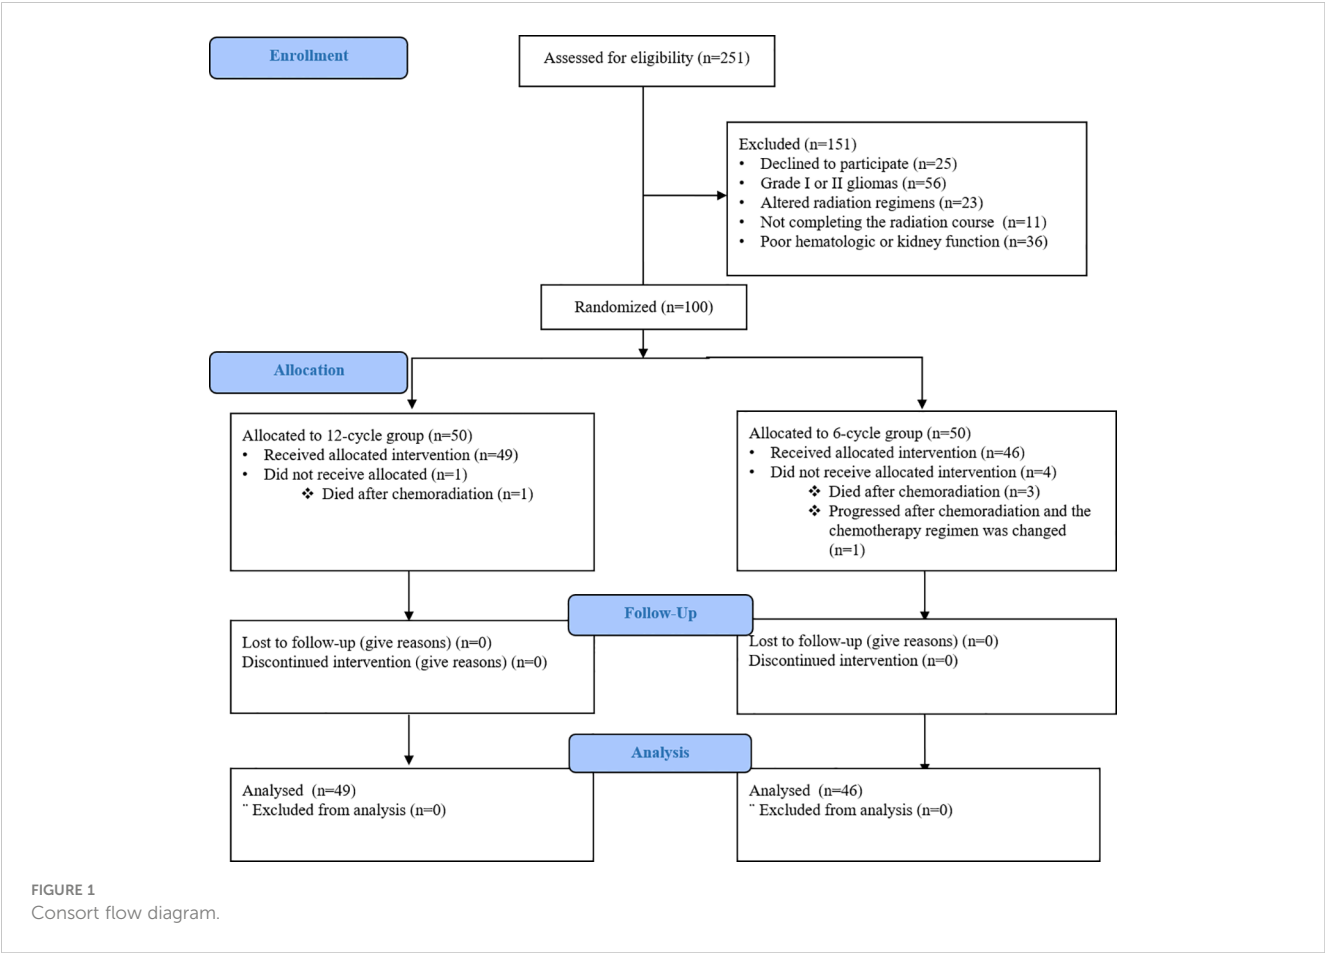 Enrollment
Assessed for eligibility (n=251)
Excluded (n=151)
• Declined to participate (n=25)
• Grade I or II gliomas (n=56)
• Altered radiation regimens (n=23)
• Not completing the radiation course (n=11)
• Poor hematologic or kidney function (n=36)
Randomized (n=100)
Allocation
Allocated to 12-cycle group (n=50)
• Received allocated intervention (n=49)
• Did not receive allocated (n=1)
❖ Died after chemoradiation (n=1)
Allocated to 6-cycle group (n=50)
• Received allocated intervention (n=46)
• Did not receive allocated intervention (n=4)
❖ Died after chemoradiation (n=3)
❖ Progressed after chemoradiation and the
chemotherapy regimen was changed
(n=1)
Follow-Up
Lost to follow-up (give reasons) (n=0)
Discontinued intervention (give reasons) (n=0)
Lost to follow-up (give reasons) (n=0)
Discontinued intervention (n=0)
Analysis
Analysed (n=49)
¨ Excluded from analysis (n=0)
Analysed (n=46)
¨ Excluded from analysis (n=0)
FIGURE 1
Consort flow diagram.